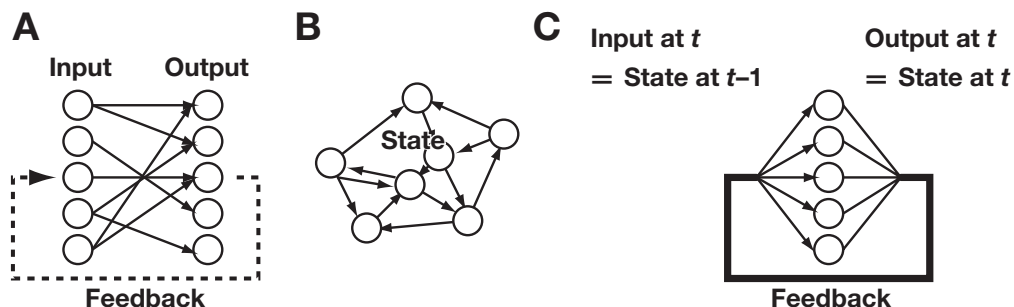 A
Input
Output
Feedback
B
State
C
Input at t
= State at t–1
Output at t
= State at t
Feedback